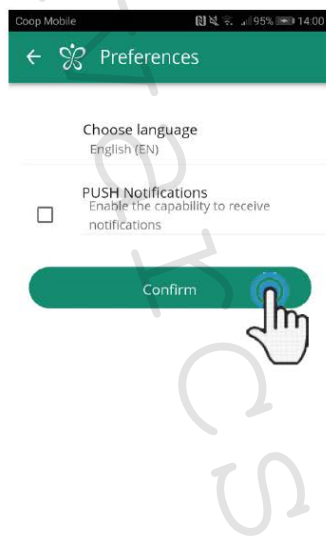 Coop Mobile 95% 14:00
Preferences
Choose language
English (EN)
PUSH Notifications
Enable the capability to receive
notifications
Confirm